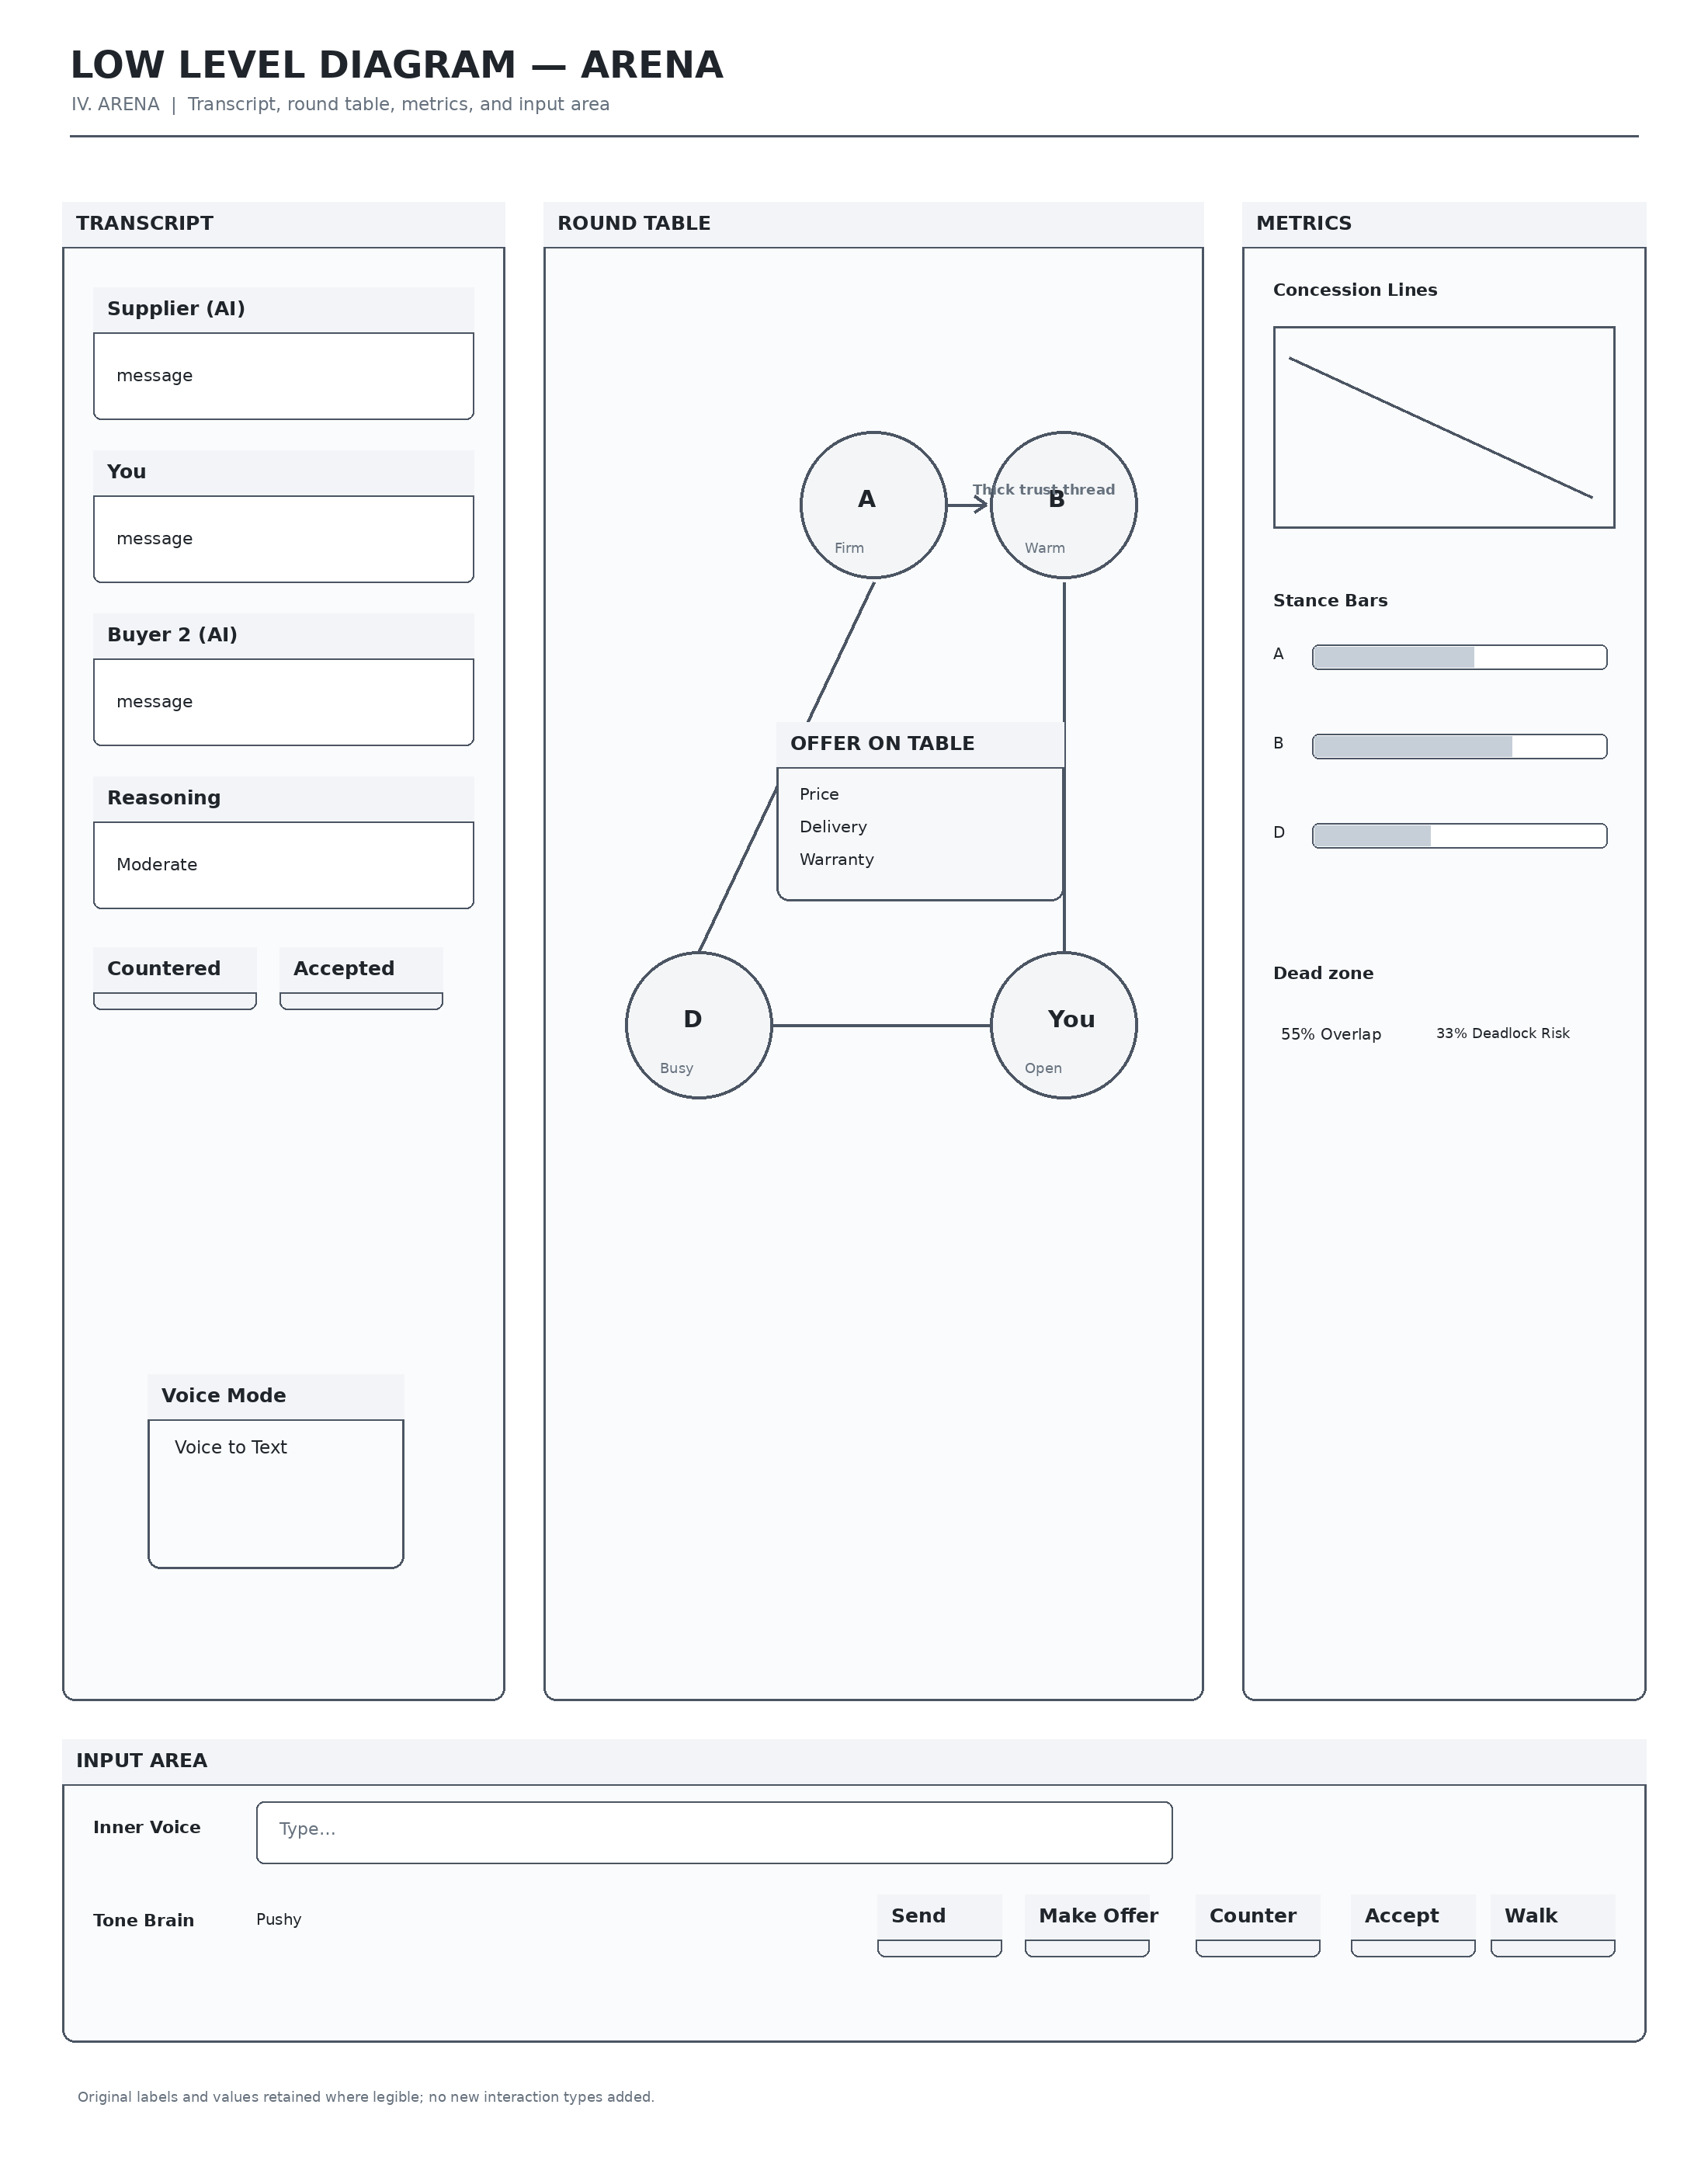 LOW LEVEL DIAGRAM — ARENA
IV. ARENA | Transcript, round table, metrics, and input area
TRANSCRIPT
Supplier (AI)
message
You
message
Buyer 2 (AI)
message
Reasoning
Moderate
Countered
Accepted
Voice Mode
Voice to Text
ROUND TABLE
A
Firm
Thick trust thread
B
Warm
OFFER ON TABLE
Price
Delivery
Warranty
D
Busy
You
Open
METRICS
Concession Lines
Stance Bars
A
B
D
Dead zone
55% Overlap
33% Deadlock Risk
INPUT AREA
Inner Voice
Type...
Tone Brain
Pushy
Send
Make Offer
Counter
Accept
Walk
Original labels and values retained where legible; no new interaction types added.